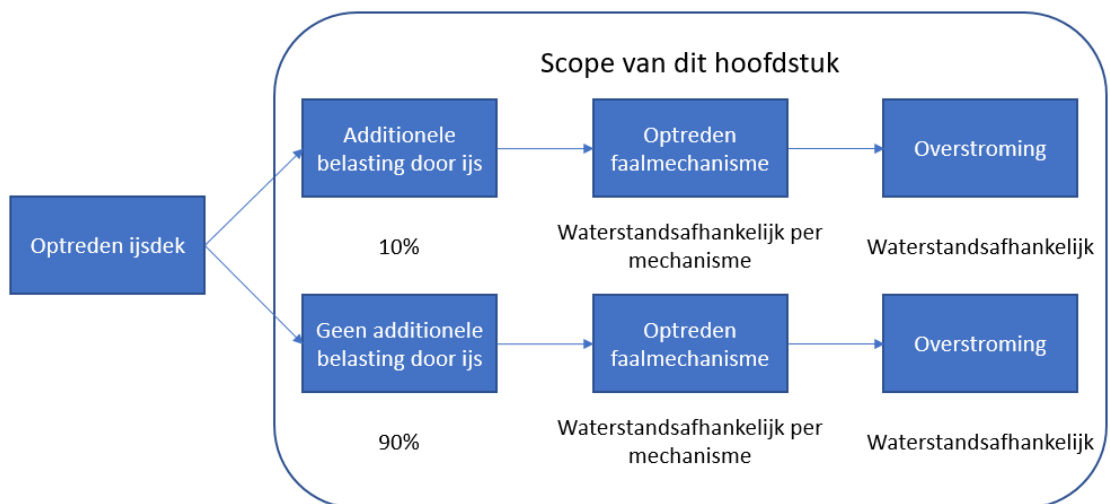 Scope van dit hoofdstuk
Optreden ijsdek
Additionele
belasting door ijs
Optreden
faalmechanisme
Overstroming
10%
Waterstandsafhankelijk per
mechanisme
Waterstandsafhankelijk
Geen additionele
belasting door ijs
Optreden
faalmechanisme
Overstroming
90%
Waterstandsafhankelijk per
mechanisme
Waterstandsafhankelijk